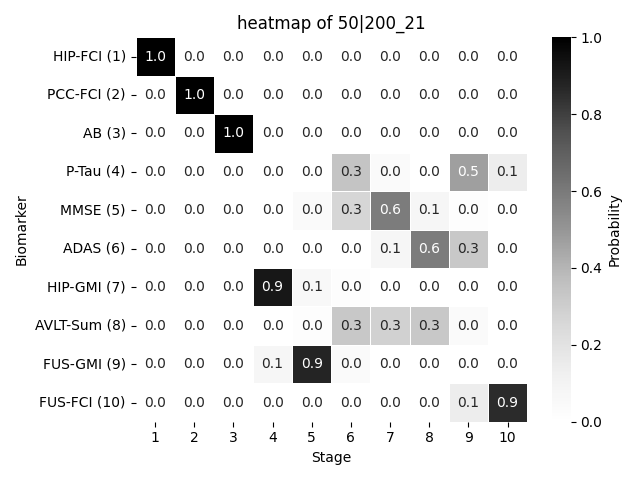 heatmap of 50|200_21
HIP-FCI (1) 1.0 0.0 0.0 0.0 0.0 0.0 0.0 0.0 0.0 0.0
PCC-FCI (2) 0.0 1.0 0.0 0.0 0.0 0.0 0.0 0.0 0.0 0.0
AB (3) 0.0 0.0 1.0 0.0 0.0 0.0 0.0 0.0 0.0 0.0
P-Tau (4) 0.0 0.0 0.0 0.0 0.0 0.3 0.0 0.0 0.5 0.1
MMSE (5) 0.0 0.0 0.0 0.0 0.0 0.3 0.6 0.1 0.0 0.0
ADAS (6) 0.0 0.0 0.0 0.0 0.0 0.0 0.1 0.6 0.3 0.0
HIP-GMI (7) 0.0 0.0 0.0 0.9 0.1 0.0 0.0 0.0 0.0 0.0
AVLT-Sum (8) 0.0 0.0 0.0 0.0 0.0 0.3 0.3 0.3 0.0 0.0
FUS-GMI (9) 0.0 0.0 0.0 0.1 0.9 0.0 0.0 0.0 0.0 0.0
FUS-FCI (10) 0.0 0.0 0.0 0.0 0.0 0.0 0.0 0.0 0.1 0.9
1 2 3 4 5 6 7 8 9 10
Stage
Biomarker
1.0
0.8
0.6
0.4
0.2
0.0
Probability